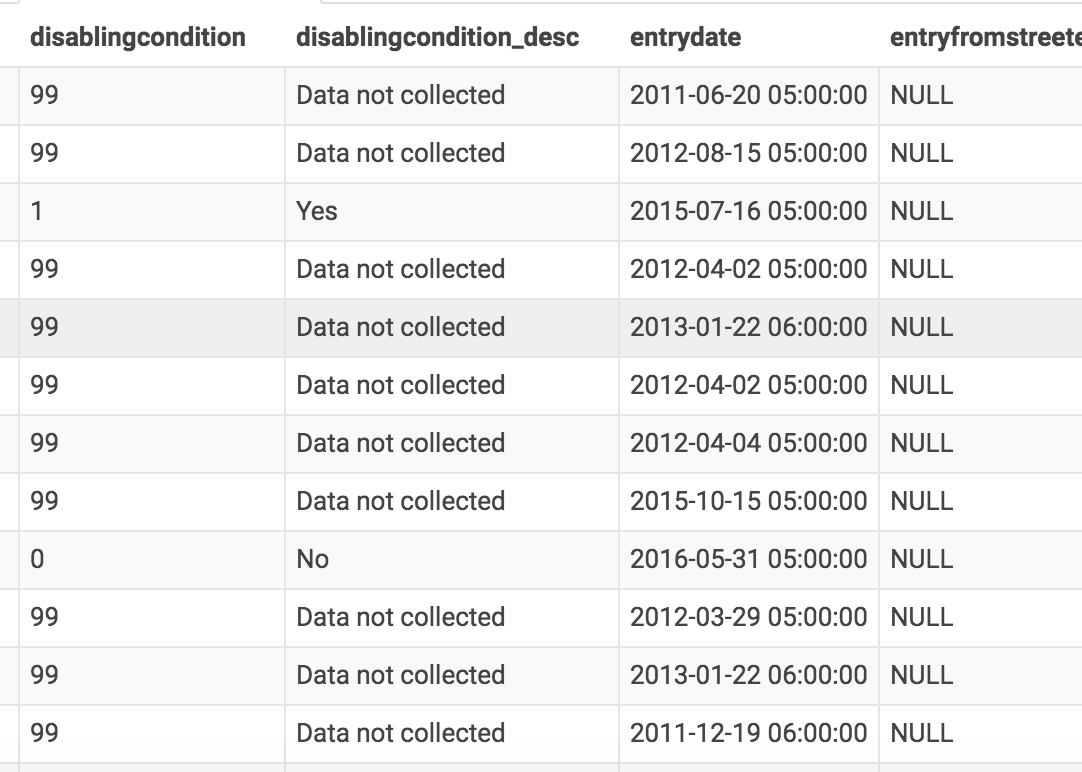 disablingcondition disablingcondition_desc entrydate entryfromstreete
99 Data not collected 2011-06-20 05:00:00 NULL
99 Data not collected 2012-08-15 05:00:00 NULL
1 Yes 2015-07-16 05:00:00 NULL
99 Data not collected 2012-04-02 05:00:00 NULL
99 Data not collected 2013-01-22 06:00:00 NULL
99 Data not collected 2012-04-02 05:00:00 NULL
99 Data not collected 2012-04-04 05:00:00 NULL
99 Data not collected 2015-10-15 05:00:00 NULL
0 No 2016-05-31 05:00:00 NULL
99 Data not collected 2012-03-29 05:00:00 NULL
99 Data not collected 2013-01-22 06:00:00 NULL
99 Data not collected 2011-12-19 06:00:00 NULL